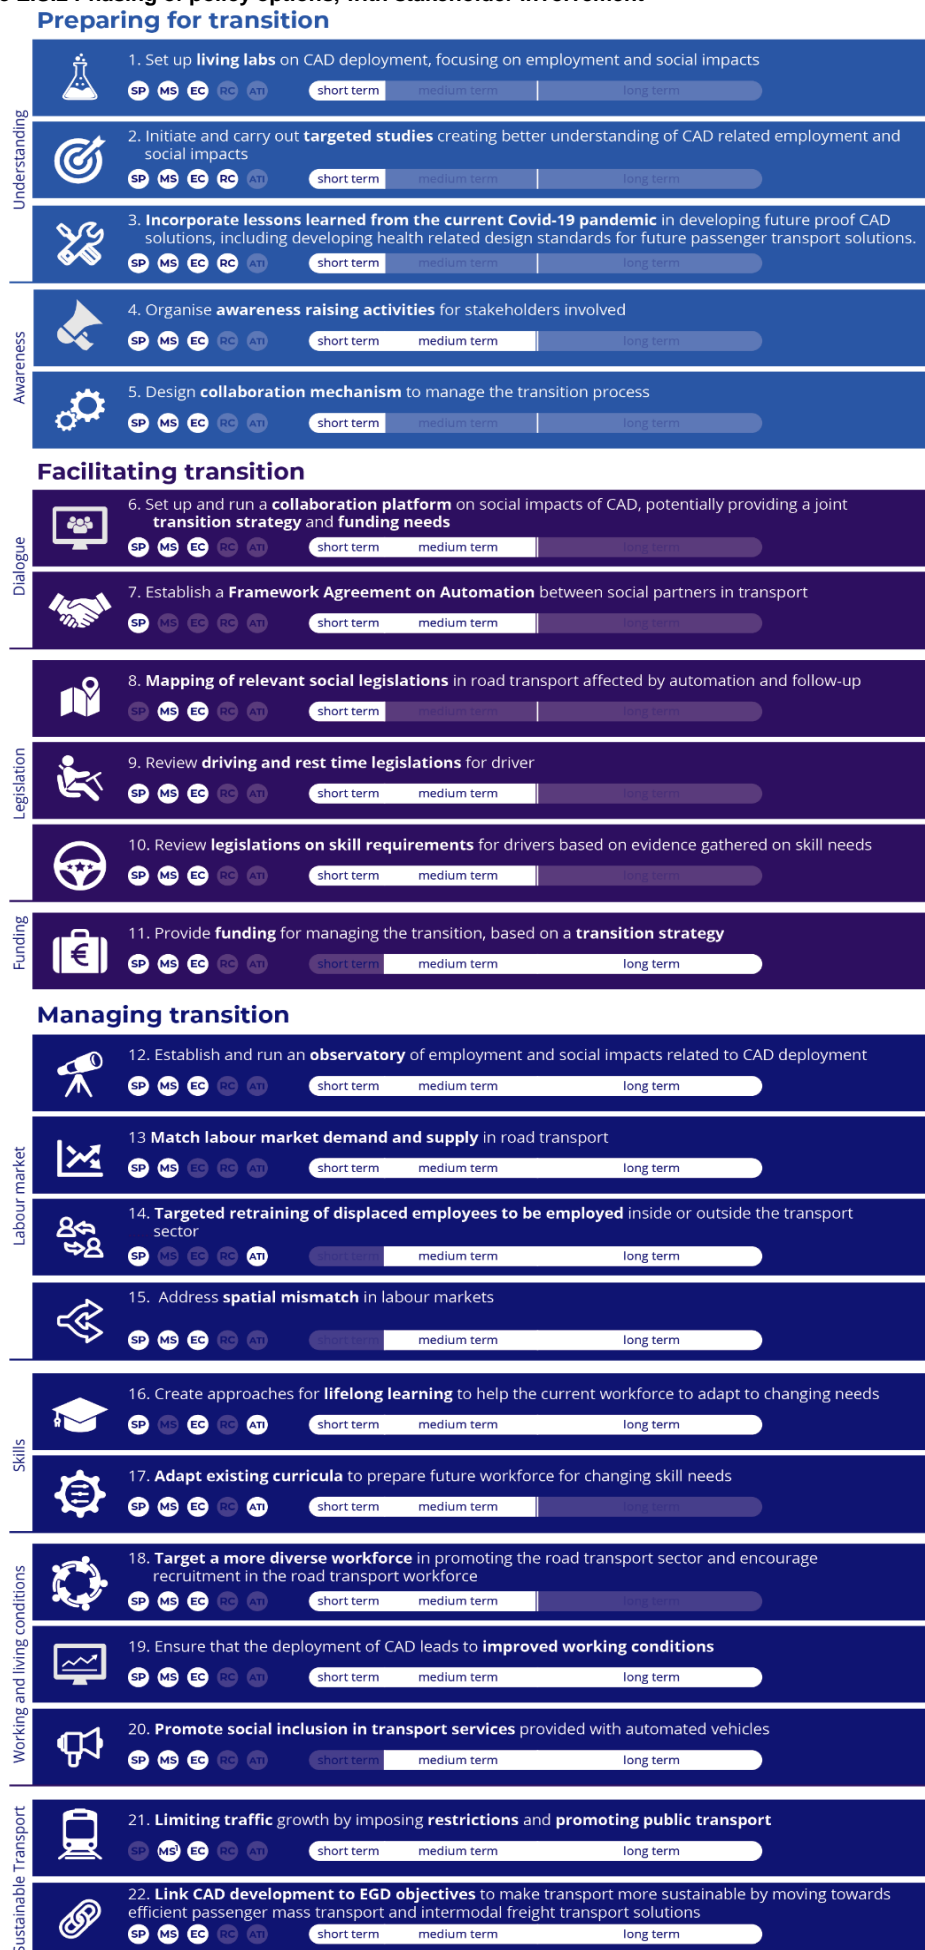 Preparing for transition
Understanding
1. Set up living labs on CAD deployment, focusing on employment and social impacts
SP MS EC RC ATI short term medium term long term
2. Initiate and carry out targeted studies creating better understanding of CAD related employment and
social impacts
SP MS EC RC ATI short term medium term long term
3. Incorporate lessons learned from the current Covid-19 pandemic in developing future proof CAD
solutions, including developing health related design standards for future passenger transport solutions.
SP MS EC RC ATI short term medium term long term
Awareness
4. Organise awareness raising activities for stakeholders involved
SP MS EC RC ATI short term medium term long term
5. Design collaboration mechanism to manage the transition process
SP MS EC RC ATI short term medium term long term
Facilitating transition
Dialogue
6. Set up and run a collaboration platform on social impacts of CAD, potentially providing a joint
transition strategy and funding needs
SP MS EC RC ATI short term medium term long term
7. Establish a Framework Agreement on Automation between social partners in transport
SP MS EC RC ATI short term medium term long term
Legislation
8. Mapping of relevant social legislations in road transport affected by automation and follow-up
SP MS EC RC ATI short term medium term long term
9. Review driving and rest time legislations for driver
SP MS EC RC ATI short term medium term long term
10. Review legislations on skill requirements for drivers based on evidence gathered on skill needs
SP MS EC RC ATI short term medium term long term
Funding
11. Provide funding for managing the transition, based on a transition strategy
SP MS EC RC ATI short term medium term long term
Managing transition
Labour market
12. Establish and run an observatory of employment and social impacts related to CAD deployment
SP MS EC RC ATI short term medium term long term
13 Match labour market demand and supply in road transport
SP MS EC RC ATI short term medium term long term
14. Targeted retraining of displaced employees to be employed inside or outside the transport
sector
SP MS EC RC ATI short term medium term long term
15. Address spatial mismatch in labour markets
SP MS EC RC ATI short term medium term long term
Skills
16. Create approaches for lifelong learning to help the current workforce to adapt to changing needs
SP MS EC RC ATI short term medium term long term
17. Adapt existing curricula to prepare future workforce for changing skill needs
SP MS EC RC ATI short term medium term long term
Working and living conditions
18. Target a more diverse workforce in promoting the road transport sector and encourage
recruitment in the road transport workforce
SP MS EC RC ATI short term medium term long term
19. Ensure that the deployment of CAD leads to improved working conditions
SP MS EC RC ATI short term medium term long term
20. Promote social inclusion in transport services provided with automated vehicles
SP MS EC RC ATI short term medium term long term
Sustainable Transport
21. Limiting traffic growth by imposing restrictions and promoting public transport
SP MS¹ EC RC ATI short term medium term long term
22. Link CAD development to EGD objectives to make transport more sustainable by moving towards
efficient passenger mass transport and intermodal freight transport solutions
SP MS EC RC ATI short term medium term long term